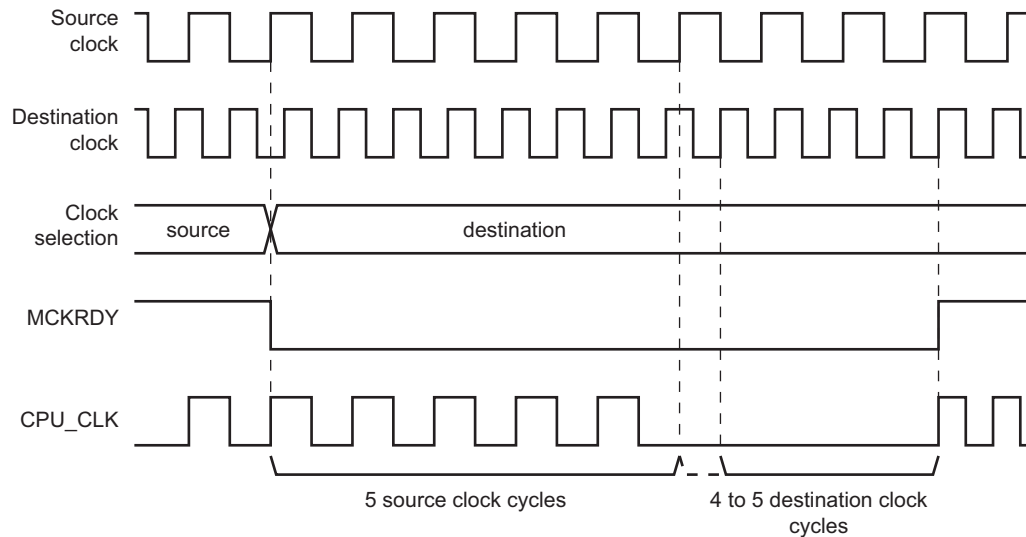 Source
clock
Destination
clock
Clock
selection
source
destination
MCKRDY
CPU_CLK
5 source clock cycles
4 to 5 destination clock
cycles